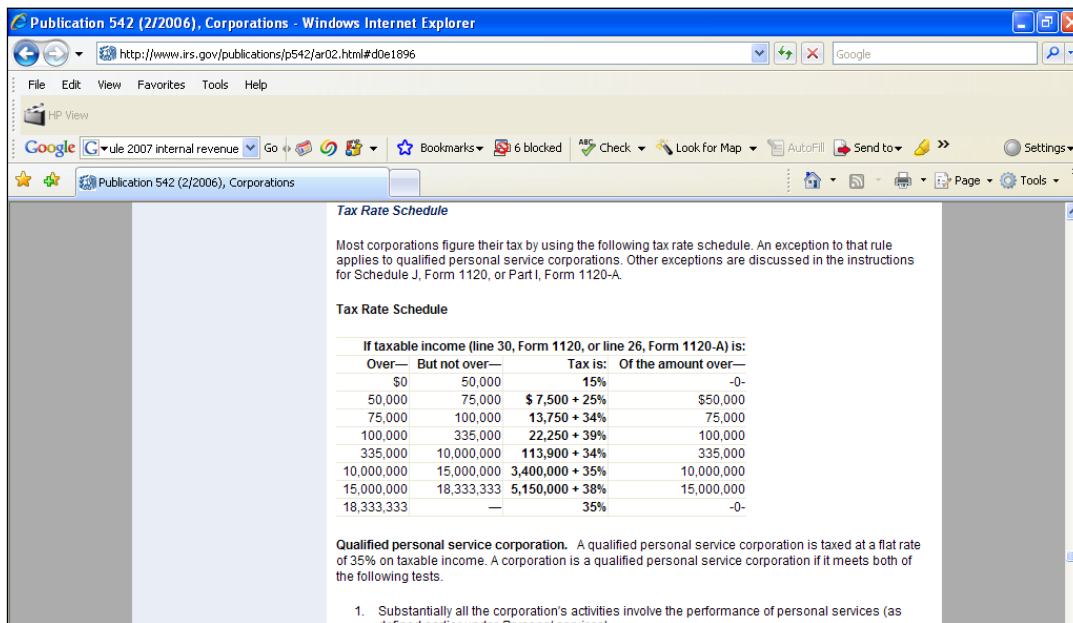 Publication 542 (2/2006), Corporations - Windows Internet Explorer
http://www.irs.gov/publications/p542/ar02.html#d0e1896
Google
File Edit View Favorites Tools Help
HP View
Google G ule 2007 internal revenue Go Bookmarks 6 blocked ABC Check Look for Map AutoFill Send to » Settings
Publication 542 (2/2006), Corporations Page Tools
Tax Rate Schedule
Most corporations figure their tax by using the following tax rate schedule. An exception to that rule
applies to qualified personal service corporations. Other exceptions are discussed in the instructions
for Schedule J, Form 1120, or Part I, Form 1120-A.
Tax Rate Schedule
If taxable income (line 30, Form 1120, or line 26, Form 1120-A) is:
Over— But not over— Tax is: Of the amount over—
$0 50,000 15% -0-
50,000 75,000 $ 7,500 + 25% $50,000
75,000 100,000 13,750 + 34% 75,000
100,000 335,000 22,250 + 39% 100,000
335,000 10,000,000 113,900 + 34% 335,000
10,000,000 15,000,000 3,400,000 + 35% 10,000,000
15,000,000 18,333,333 5,150,000 + 38% 15,000,000
18,333,333 — 35% -0-
Qualified personal service corporation. A qualified personal service corporation is taxed at a flat rate
of 35% on taxable income. A corporation is a qualified personal service corporation if it meets both of
the following tests.
1. Substantially all the corporation's activities involve the performance of personal services (as